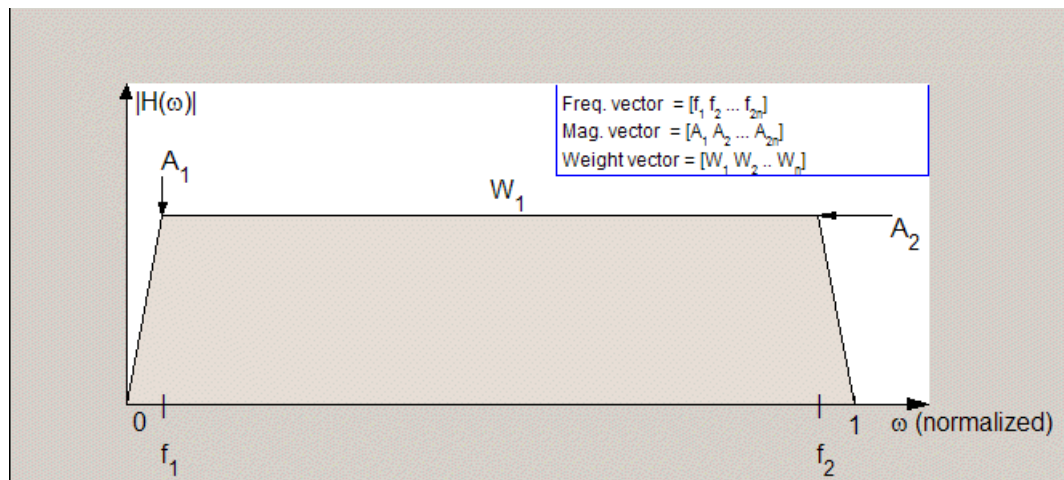 |H(ω)|
Freq. vector = [f₁ f₂ ... f₂ₙ]
Mag. vector = [A₁ A₂ ... A₂ₙ]
Weight vector = [W₁ W₂ .. Wₙ]
A₁
W₁
A₂
0
1
ω (normalized)
f₁
f₂